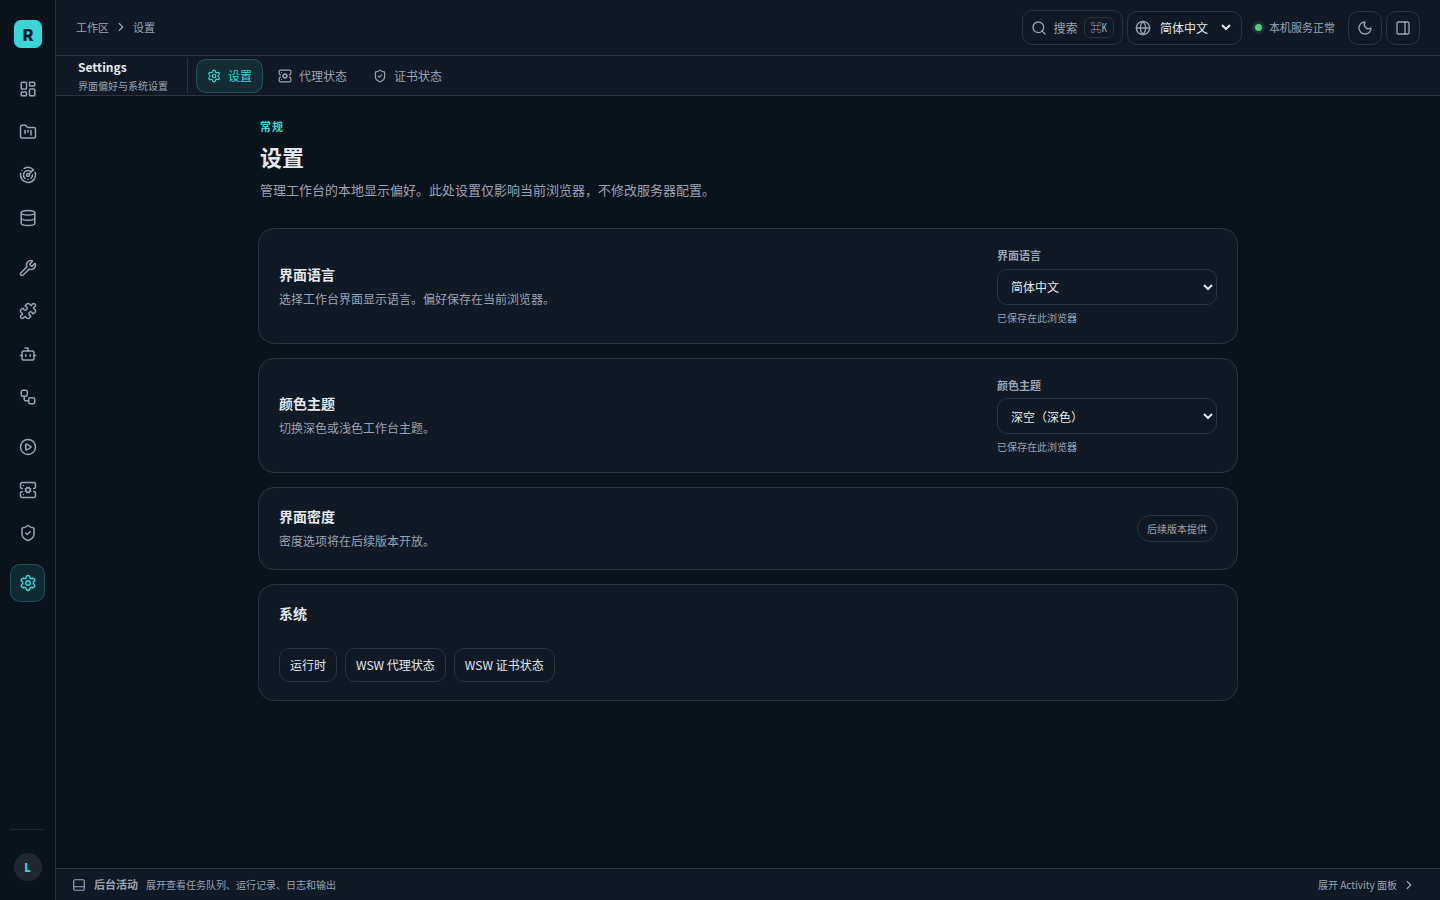 R
工作区 > 设置
搜索 ⌘K
简体中文
本机服务正常
Settings
界面偏好与系统设置
设置
代理状态
证书状态
常规
设置
管理工作台的本地显示偏好。此处设置仅影响当前浏览器，不修改服务器配置。
界面语言
选择工作台界面显示语言。偏好保存在当前浏览器。
界面语言
简体中文
已保存在此浏览器
颜色主题
切换深色或浅色工作台主题。
颜色主题
深空（深色）
已保存在此浏览器
界面密度
密度选项将在后续版本开放。
后续版本提供
系统
运行时
WSW 代理状态
WSW 证书状态
L
后台活动 展开查看任务队列、运行记录、日志和输出
展开 Activity 面板